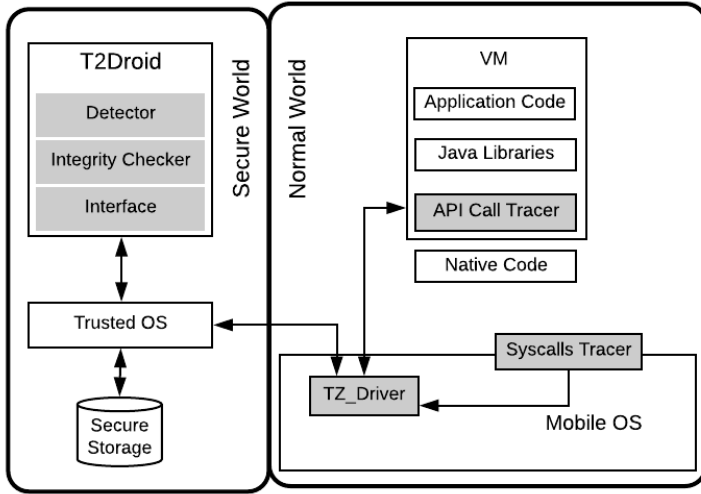 T2Droid
Detector
Integrity Checker
Interface
Trusted OS
Secure
Storage
Secure World
Normal World
VM
Application Code
Java Libraries
API Call Tracer
Native Code
Syscalls Tracer
TZ_Driver
Mobile OS